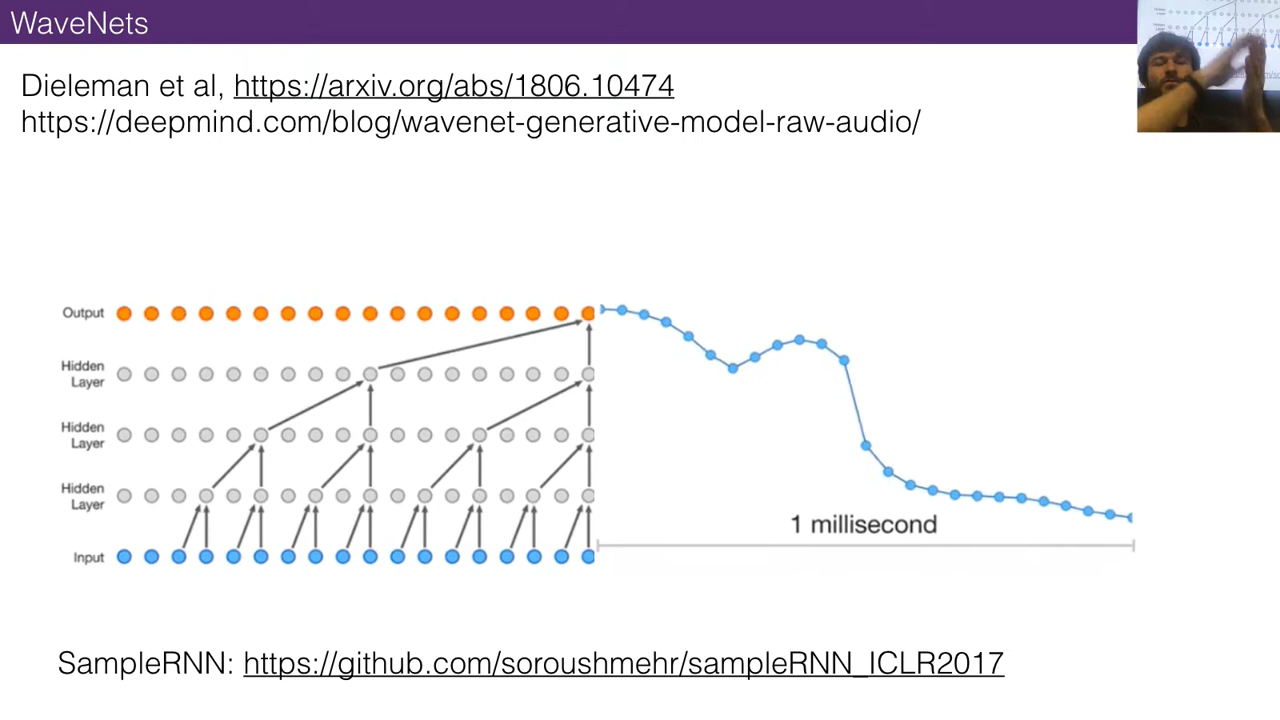 WaveNets
Dieleman et al, https://arxiv.org/abs/1806.10474
https://deepmind.com/blog/wavenet-generative-model-raw-audio/
Output
Hidden
Layer
Hidden
Layer
Hidden
Layer
Input
1 millisecond
SampleRNN: https://github.com/soroushmehr/sampleRNN_ICLR2017